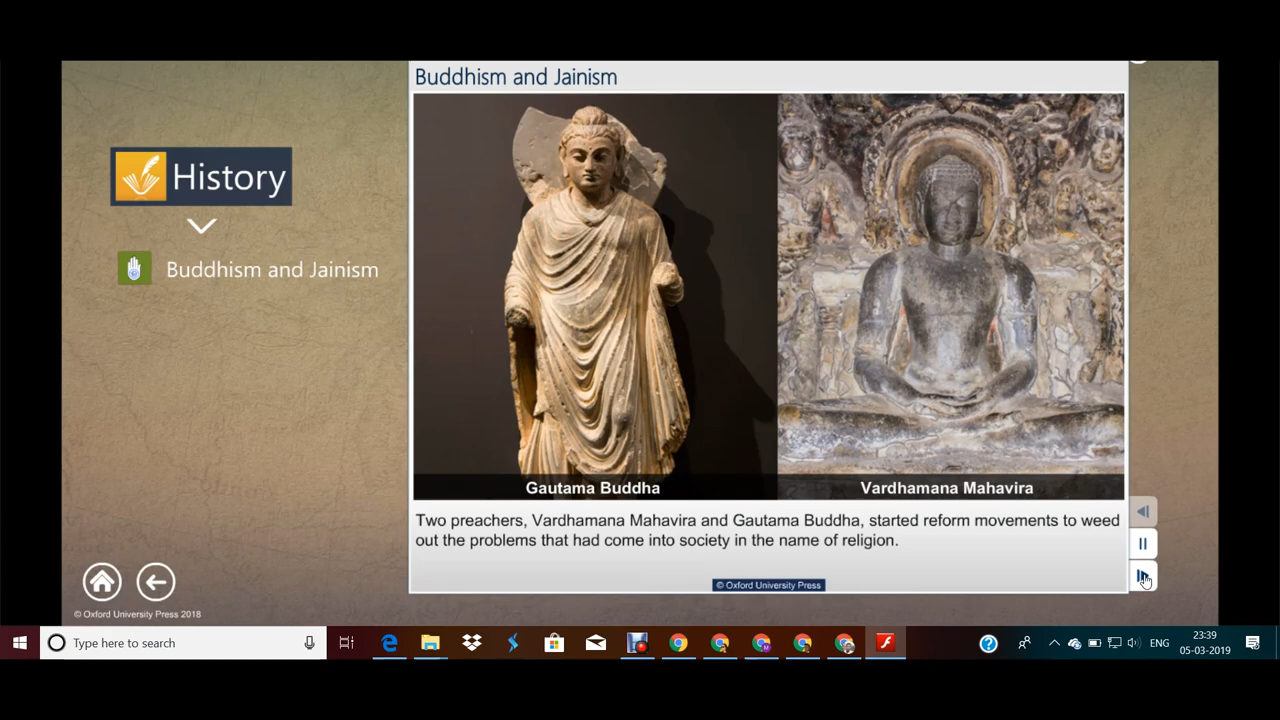 Buddhism and Jainism
History
Buddhism and Jainism
Gautama Buddha
Vardhamana Mahavira
Two preachers, Vardhamana Mahavira and Gautama Buddha, started reform movements to weed
out the problems that had come into society in the name of religion.
© Oxford University Press
© Oxford University Press 2018
Type here to search
ENG
23:39
05-03-2019